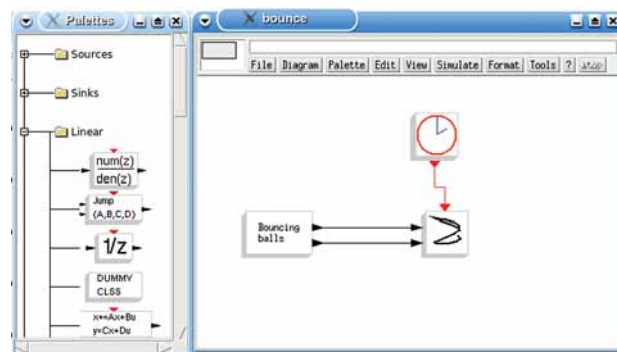 Palettes
Sources
Sinks
Linear
num(z)
den(z)
Jump
(A,B,C,D)
1/z
DUMMY
CLSS
x+=Ax+Bu
y=Cx+Du
bounce
File Diagram Palette Edit View Simulate Format Tools ?
Bouncing
balls